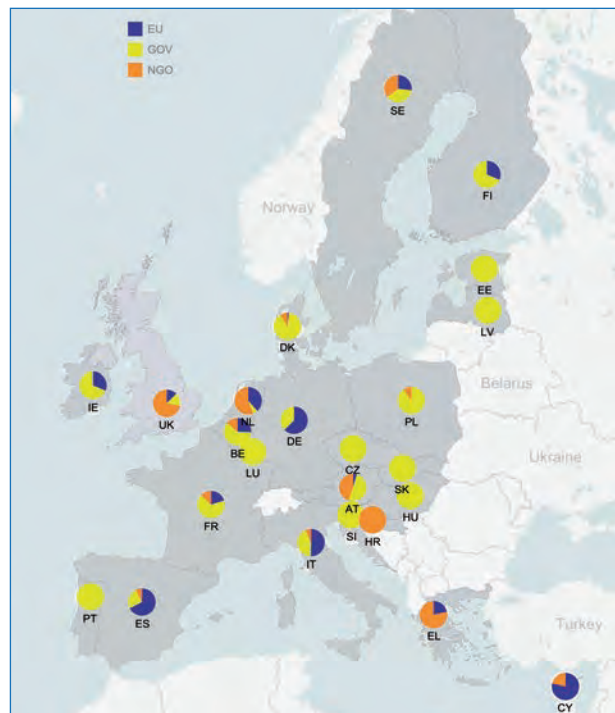 EU
GOV
NGO
SE
Norway
FI
EE
LV
DK
Belarus
IE
UK
NL
DE
PL
BE
LU
CZ
SK
Ukraine
AT
HU
FR
SI
HR
IT
PT
ES
EL
Turkey
CY